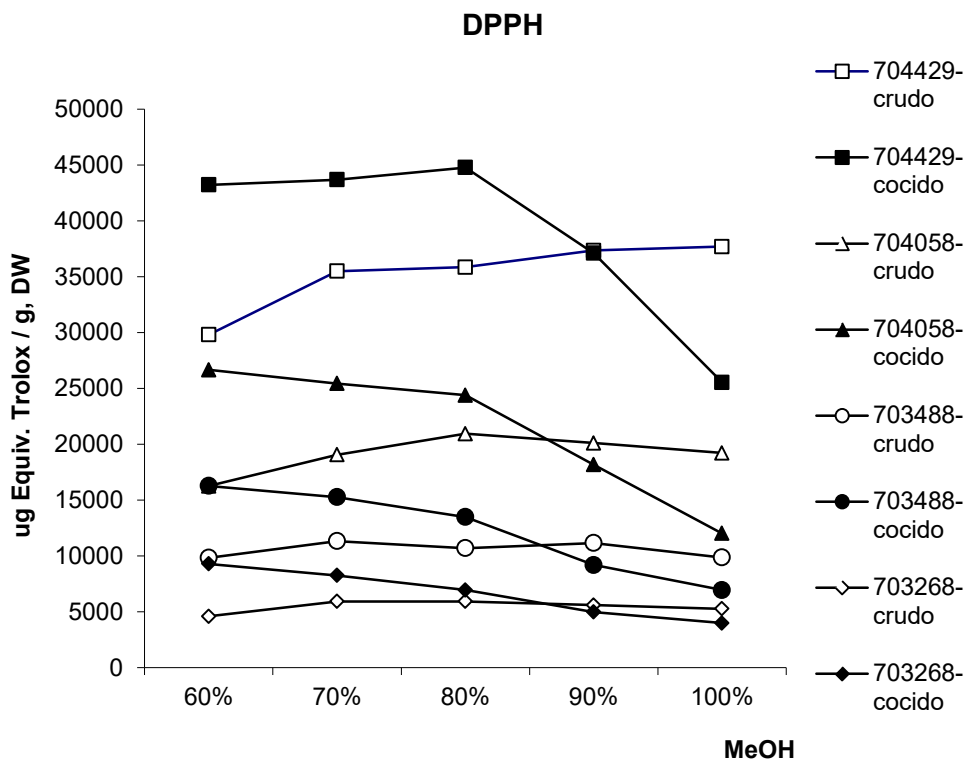 DPPH
ug Equiv. Trolox / g, DW
50000
45000
40000
35000
30000
25000
20000
15000
10000
5000
0
60% 70% 80% 90% 100%
MeOH
704429-
crudo
704429-
cocido
704058-
crudo
704058-
cocido
703488-
crudo
703488-
cocido
703268-
crudo
703268-
cocido